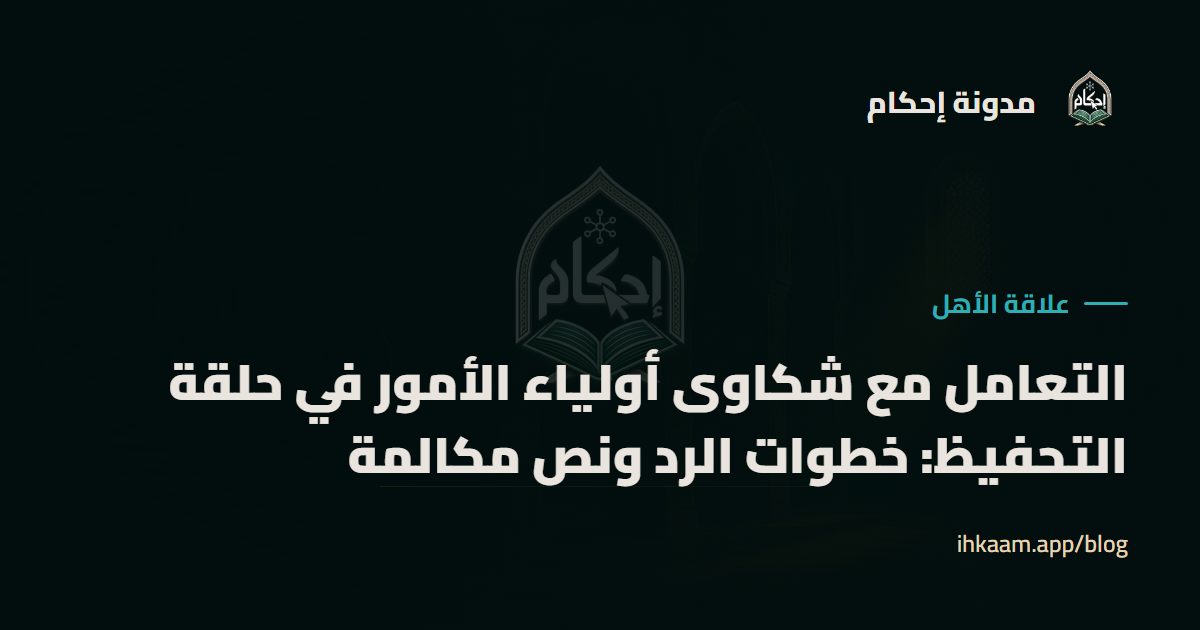 مدونة إحكام
إحكام
علاقة الأهل
إحكام
التعامل مع شكاوى أولياء الأمور في حلقة
التحفيظ: خطوات الرد ونص مكالمة
ihkaam.app/blog